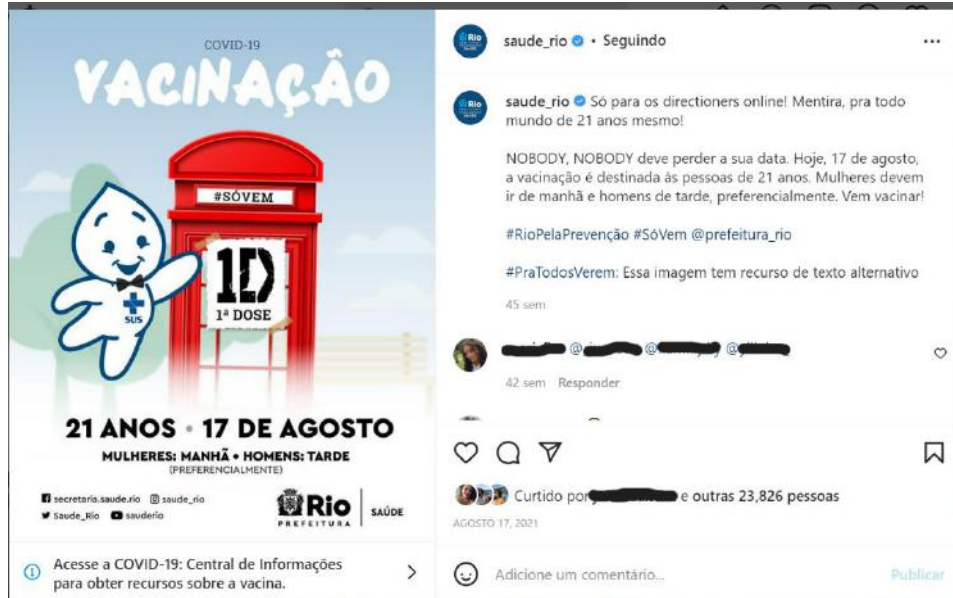 COVID-19
VACINAÇÃO
#SÓVEM
1D
1ª DOSE
SUS
21 ANOS • 17 DE AGOSTO
MULHERES: MANHÃ • HOMENS: TARDE
(PREFERENCIALMENTE)
secretaria.saude.rio saude_rio
Saude_Rio sauderio
Rio
PREFEITURA
SAÚDE
Acesse a COVID-19: Central de Informações
para obter recursos sobre a vacina.
Rio
SAÚDE
saude_rio • Seguindo
Rio
SAÚDE
saude_rio Só para os directioners online! Mentira, pra todo
mundo de 21 anos mesmo!
NOBODY, NOBODY deve perder a sua data. Hoje, 17 de agosto,
a vacinação é destinada às pessoas de 21 anos. Mulheres devem
ir de manhã e homens de tarde, preferencialmente. Vem vacinar!
#RioPelaPrevenção #SóVem @prefeitura_rio
#PraTodosVerem: Essa imagem tem recurso de texto alternativo
45 sem
@ @ @
42 sem Responder
Curtido por e outras 23,826 pessoas
AGOSTO 17, 2021
Adicione um comentário...
Publicar